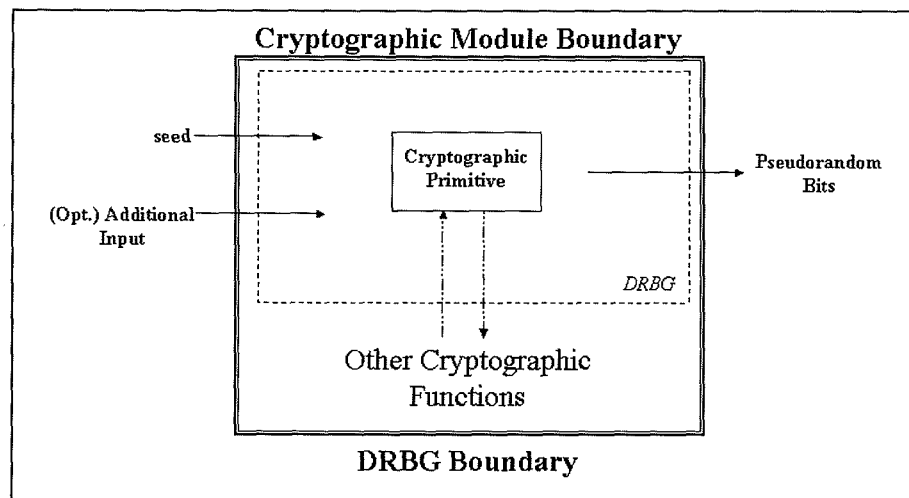 Cryptographic Module Boundary
seed
Cryptographic
Primitive
Pseudorandom
Bits
(Opt.) Additional
Input
DRBG
Other Cryptographic
Functions
DRBG Boundary